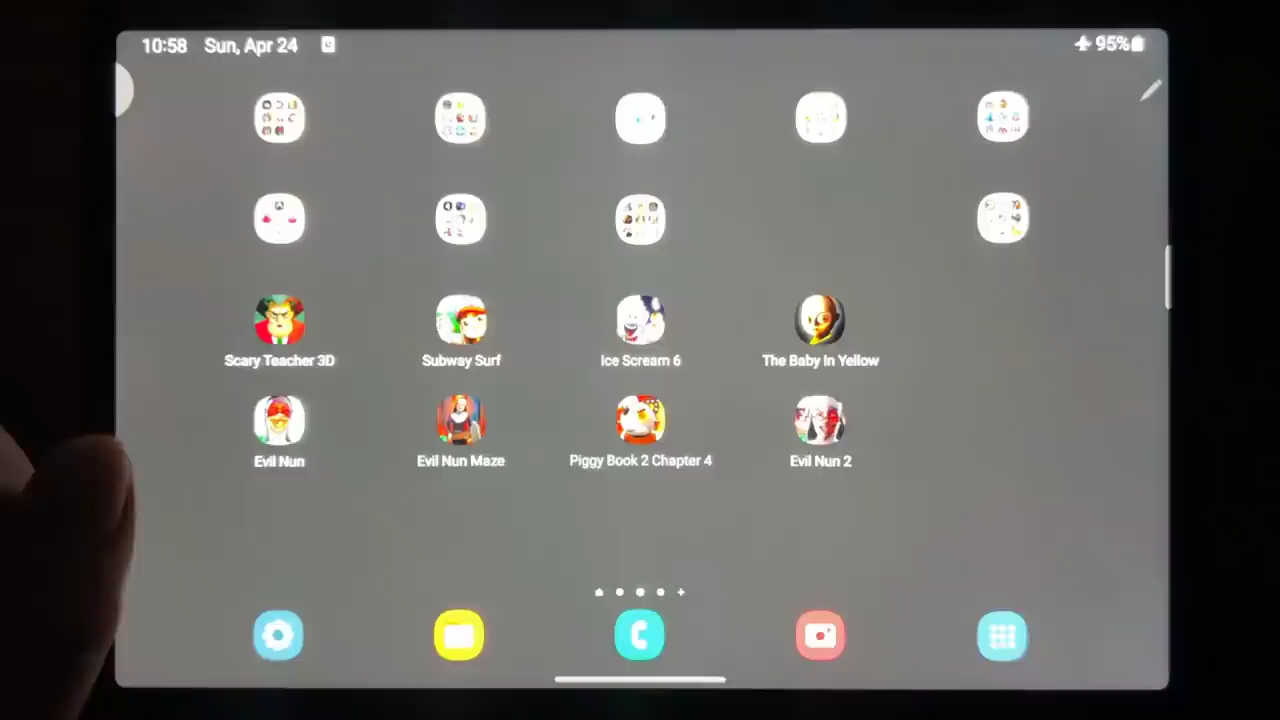 10:58 Sun, Apr 24 95%
Scary Teacher 3D Subway Surf Ice Scream 6 The Baby In Yellow
Evil Nun Evil Nun Maze Piggy Book 2 Chapter 4 Evil Nun 2